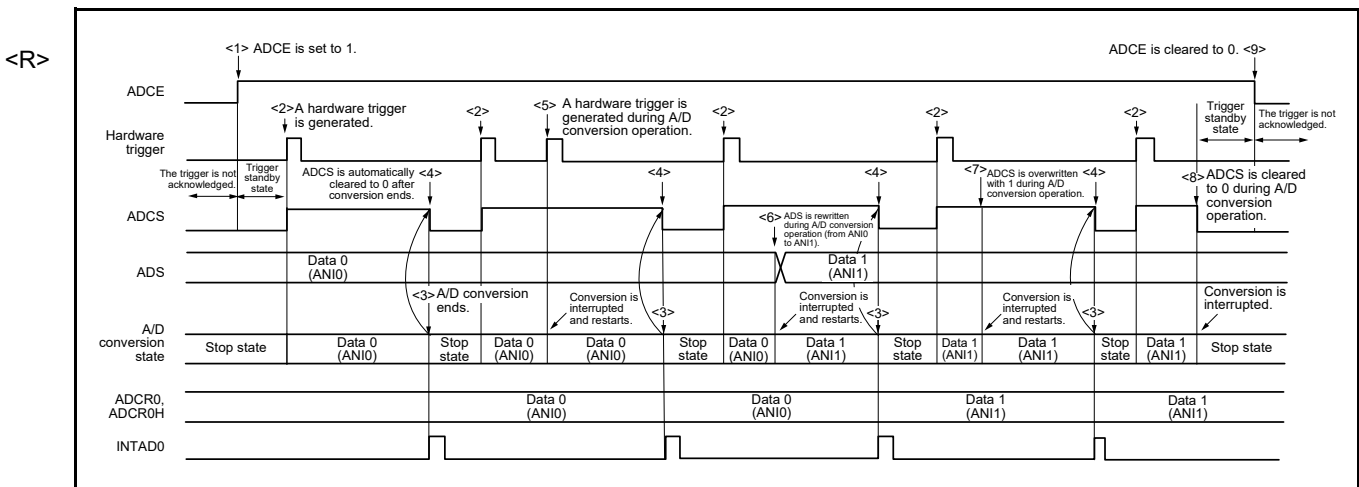 <R>
<1> ADCE is set to 1.
ADCE is cleared to 0. <9>
ADCE
<2>A hardware trigger
is generated.
<2>
<5> A hardware trigger is
generated during A/D
conversion operation.
<2>
<2>
<2>
Trigger
standby
state
The trigger is not
acknowledged.
Hardware
trigger
The trigger is not
acknowledged.
Trigger
standby
state
ADCS is automatically
cleared to 0 after
conversion ends.
<4>
<4>
<4>
<7> ADCS is overwritten
with 1 during A/D
conversion operation.
<4>
<8> ADCS is cleared
to 0 during A/D
conversion
operation.
ADCS
<6> ADS is rewritten
during A/D conversion
operation (from ANI0
to ANI1).
ADS
Data 0
(ANI0)
Data 1
(ANI1)
<3> A/D conversion
ends.
Conversion is
interrupted
and restarts.
<3>
Conversion is
interrupted
and restarts.
<3>
Conversion is
interrupted
and restarts.
<3>
Conversion is
interrupted.
A/D
conversion
state
Stop state
Data 0
(ANI0)
Stop
state
Data 0
(ANI0)
Data 0
(ANI0)
Stop
state
Data 0
(ANI0)
Data 1
(ANI1)
Stop
state
Data 1
(ANI1)
Data 1
(ANI1)
Stop
state
Data 1
(ANI1)
Stop state
ADCR0,
ADCR0H
Data 0
(ANI0)
Data 0
(ANI0)
Data 1
(ANI1)
Data 1
(ANI1)
INTAD0